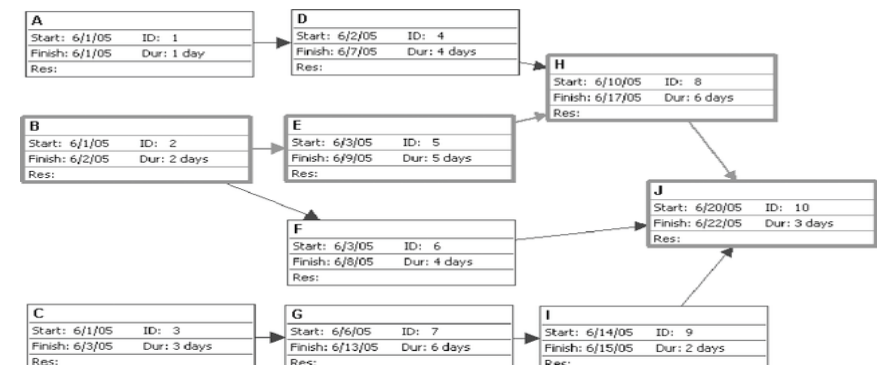 A
Start: 6/1/05 ID: 1
Finish: 6/1/05 Dur: 1 day
Res:
D
Start: 6/2/05 ID: 4
Finish: 6/7/05 Dur: 4 days
Res:
H
Start: 6/10/05 ID: 8
Finish: 6/17/05 Dur: 6 days
Res:
B
Start: 6/1/05 ID: 2
Finish: 6/2/05 Dur: 2 days
Res:
E
Start: 6/3/05 ID: 5
Finish: 6/9/05 Dur: 5 days
Res:
J
Start: 6/20/05 ID: 10
Finish: 6/22/05 Dur: 3 days
Res:
F
Start: 6/3/05 ID: 6
Finish: 6/8/05 Dur: 4 days
Res:
C
Start: 6/1/05 ID: 3
Finish: 6/3/05 Dur: 3 days
Res:
G
Start: 6/6/05 ID: 7
Finish: 6/13/05 Dur: 6 days
Res:
I
Start: 6/14/05 ID: 9
Finish: 6/15/05 Dur: 2 days
Res: